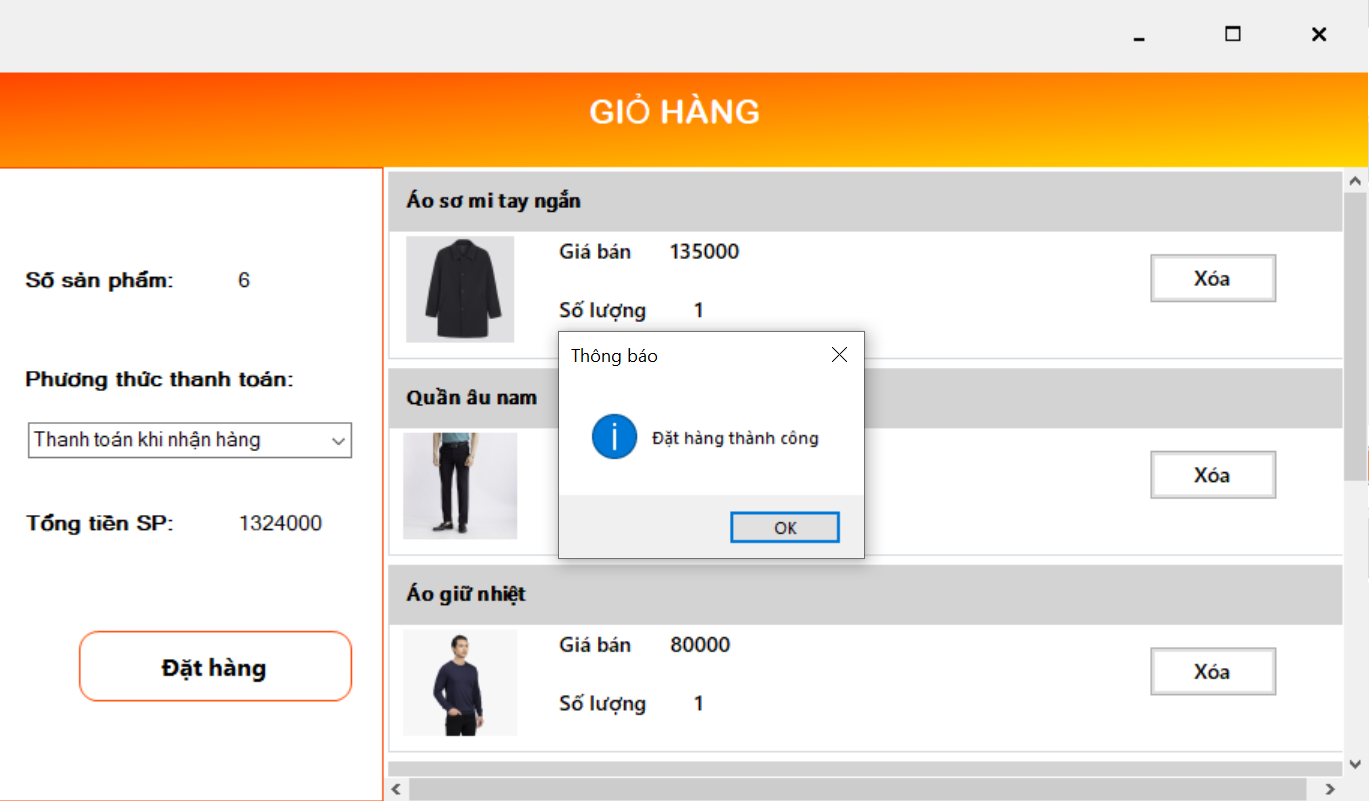 GIỎ HÀNG
Số sản phẩm: 6
Phương thức thanh toán:
Thanh toán khi nhận hàng
Tổng tiền SP: 1324000
Đặt hàng
Áo sơ mi tay ngắn
Giá bán 135000
Số lượng 1
Xóa
Quần âu nam
Xóa
Áo giữ nhiệt
Giá bán 80000
Số lượng 1
Xóa
Thông báo
Đặt hàng thành công
OK